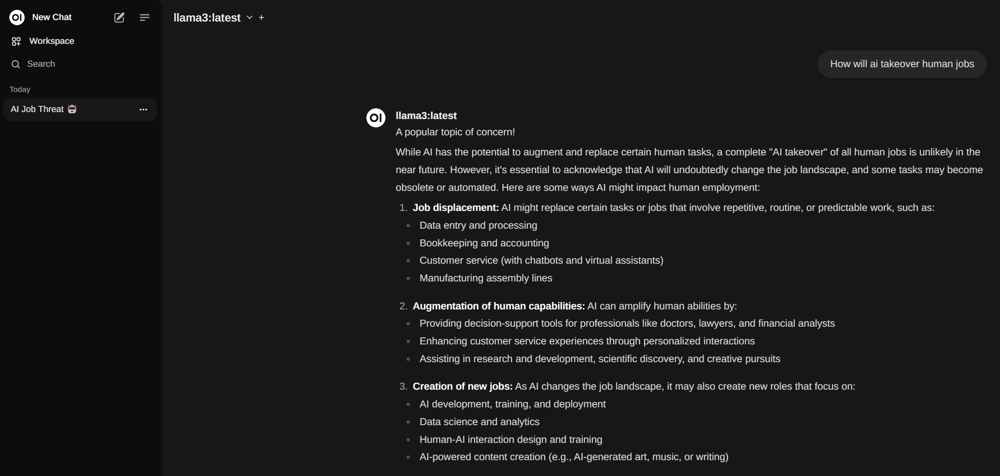 New Chat
Workspace
Search
Today
AI Job Threat
llama3:latest
How will ai takeover human jobs
OI
llama3:latest
A popular topic of concern!
While AI has the potential to augment and replace certain human tasks, a complete "AI takeover" of all human jobs is unlikely in the
near future. However, it's essential to acknowledge that AI will undoubtedly change the job landscape, and some tasks may become
obsolete or automated. Here are some ways AI might impact human employment:
1. Job displacement: AI might replace certain tasks or jobs that involve repetitive, routine, or predictable work, such as:
• Data entry and processing
• Bookkeeping and accounting
• Customer service (with chatbots and virtual assistants)
• Manufacturing assembly lines
2. Augmentation of human capabilities: AI can amplify human abilities by:
• Providing decision-support tools for professionals like doctors, lawyers, and financial analysts
• Enhancing customer service experiences through personalized interactions
• Assisting in research and development, scientific discovery, and creative pursuits
3. Creation of new jobs: As AI changes the job landscape, it may also create new roles that focus on:
• AI development, training, and deployment
• Data science and analytics
• Human-AI interaction design and training
• AI-powered content creation (e.g., AI-generated art, music, or writing)